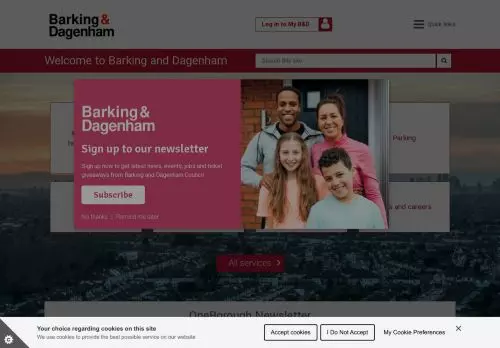 Barking&
Dagenham
Log in to My B&D
Quick links
Welcome to Barking and Dagenham
Search this site
Barking&
Dagenham
Sign up to our newsletter
Sign up now to get latest news, events, jobs and ticket
giveaways from Barking and Dagenham Council
Subscribe
No thanks | Remind me later
Parking
and careers
All services
OneBorough Newsletter
Your choice regarding cookies on this site
We use cookies to provide the best possible service on our website
Accept cookies
I Do Not Accept
My Cookie Preferences